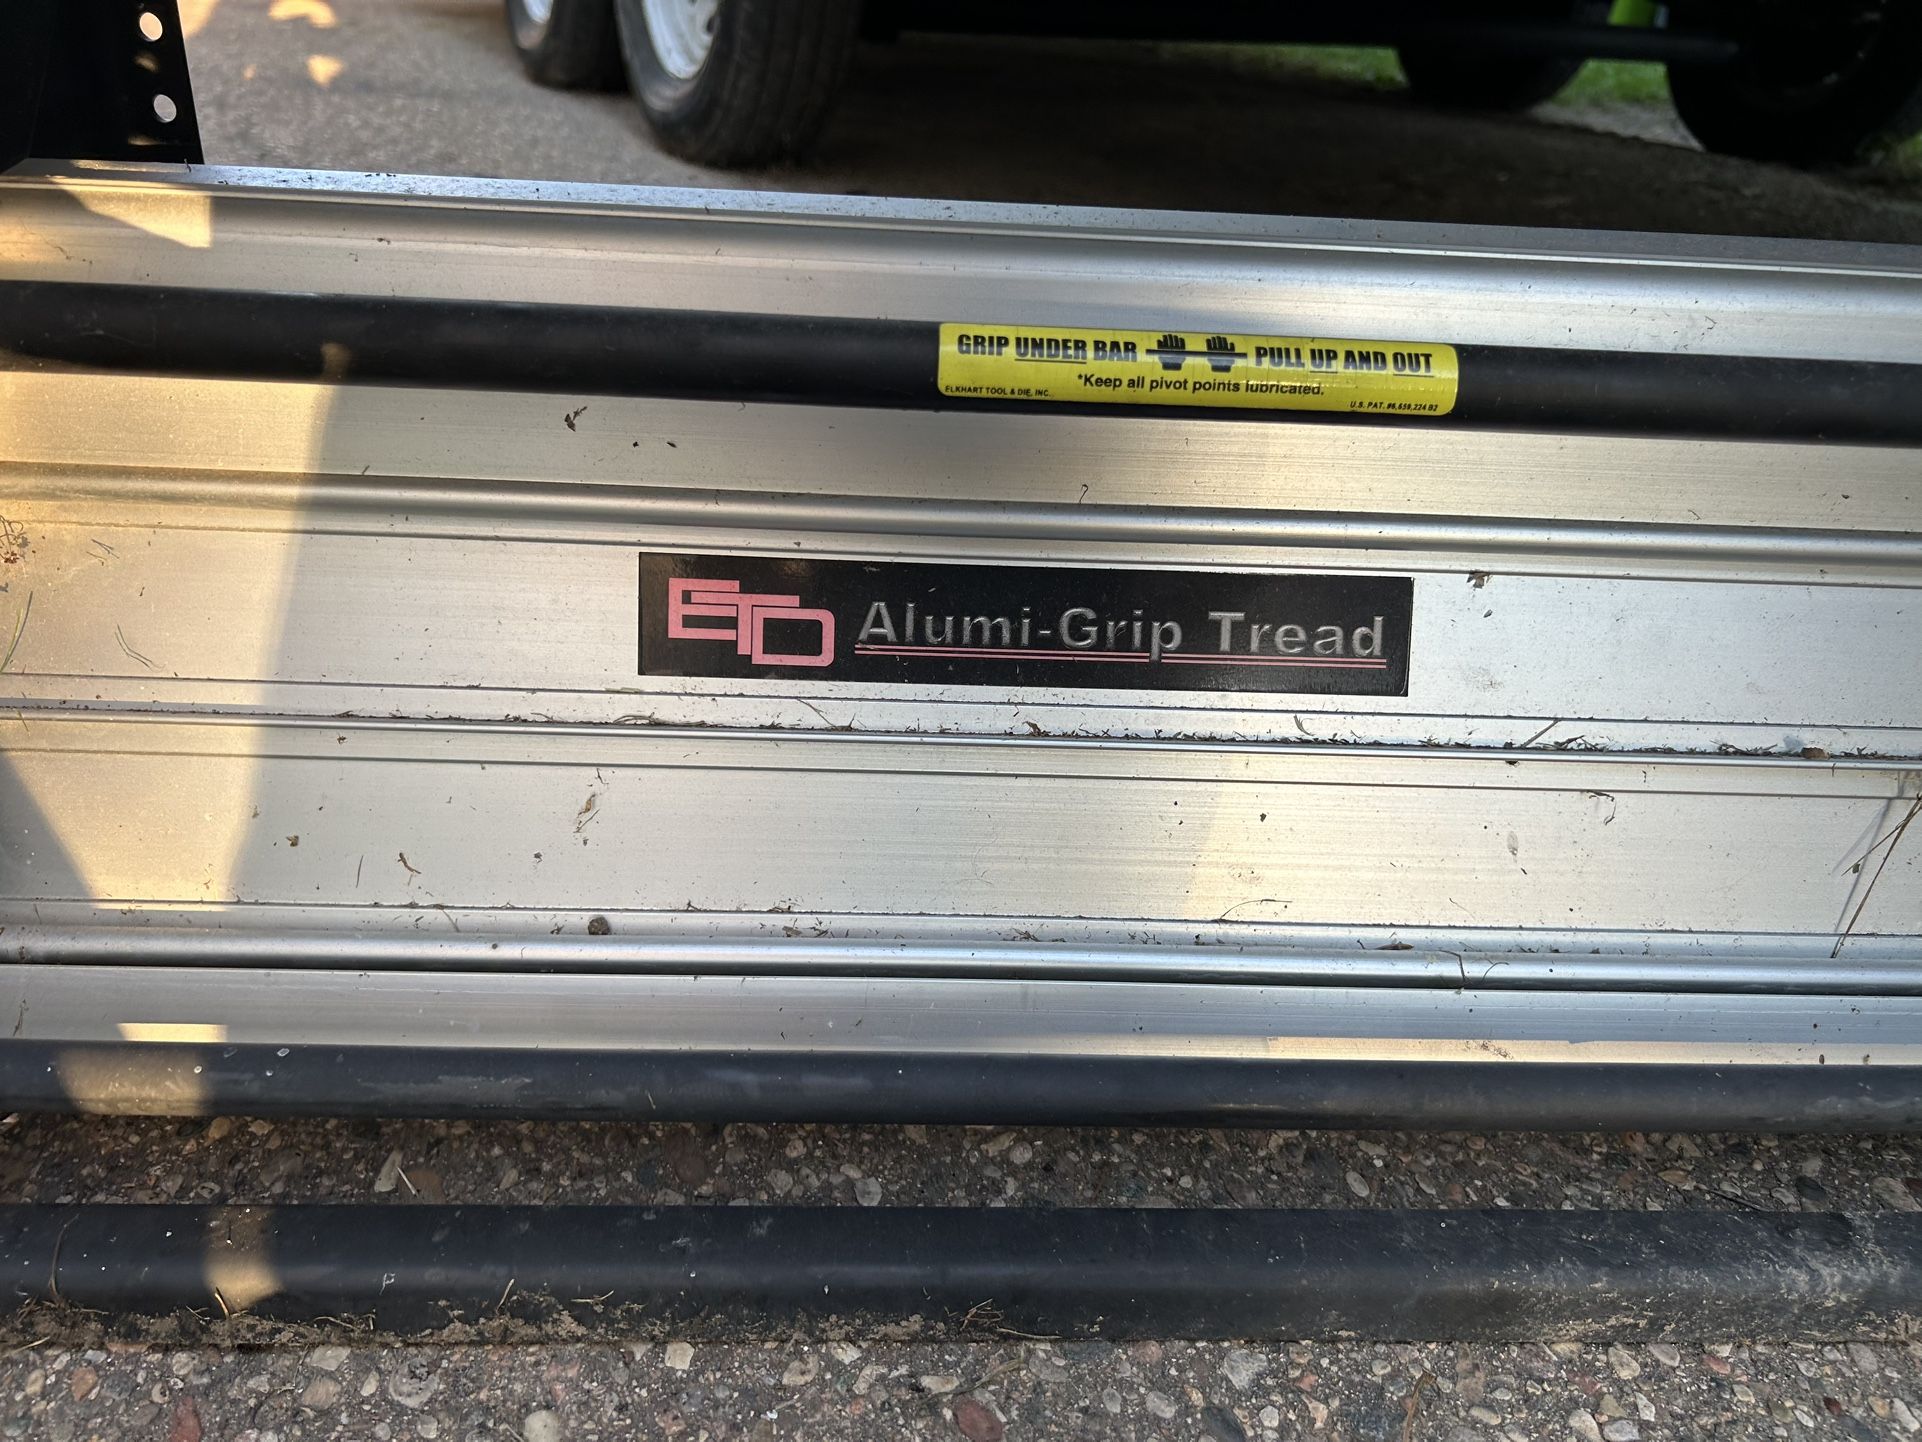 GRIP UNDER BAR PULL UP AND OUT
*Keep all pivot points lubricated.
ELKHART TOOL & DIE, INC.
U.S. PAT. #6,659,224 B2
ETD Alumi-Grip Tread